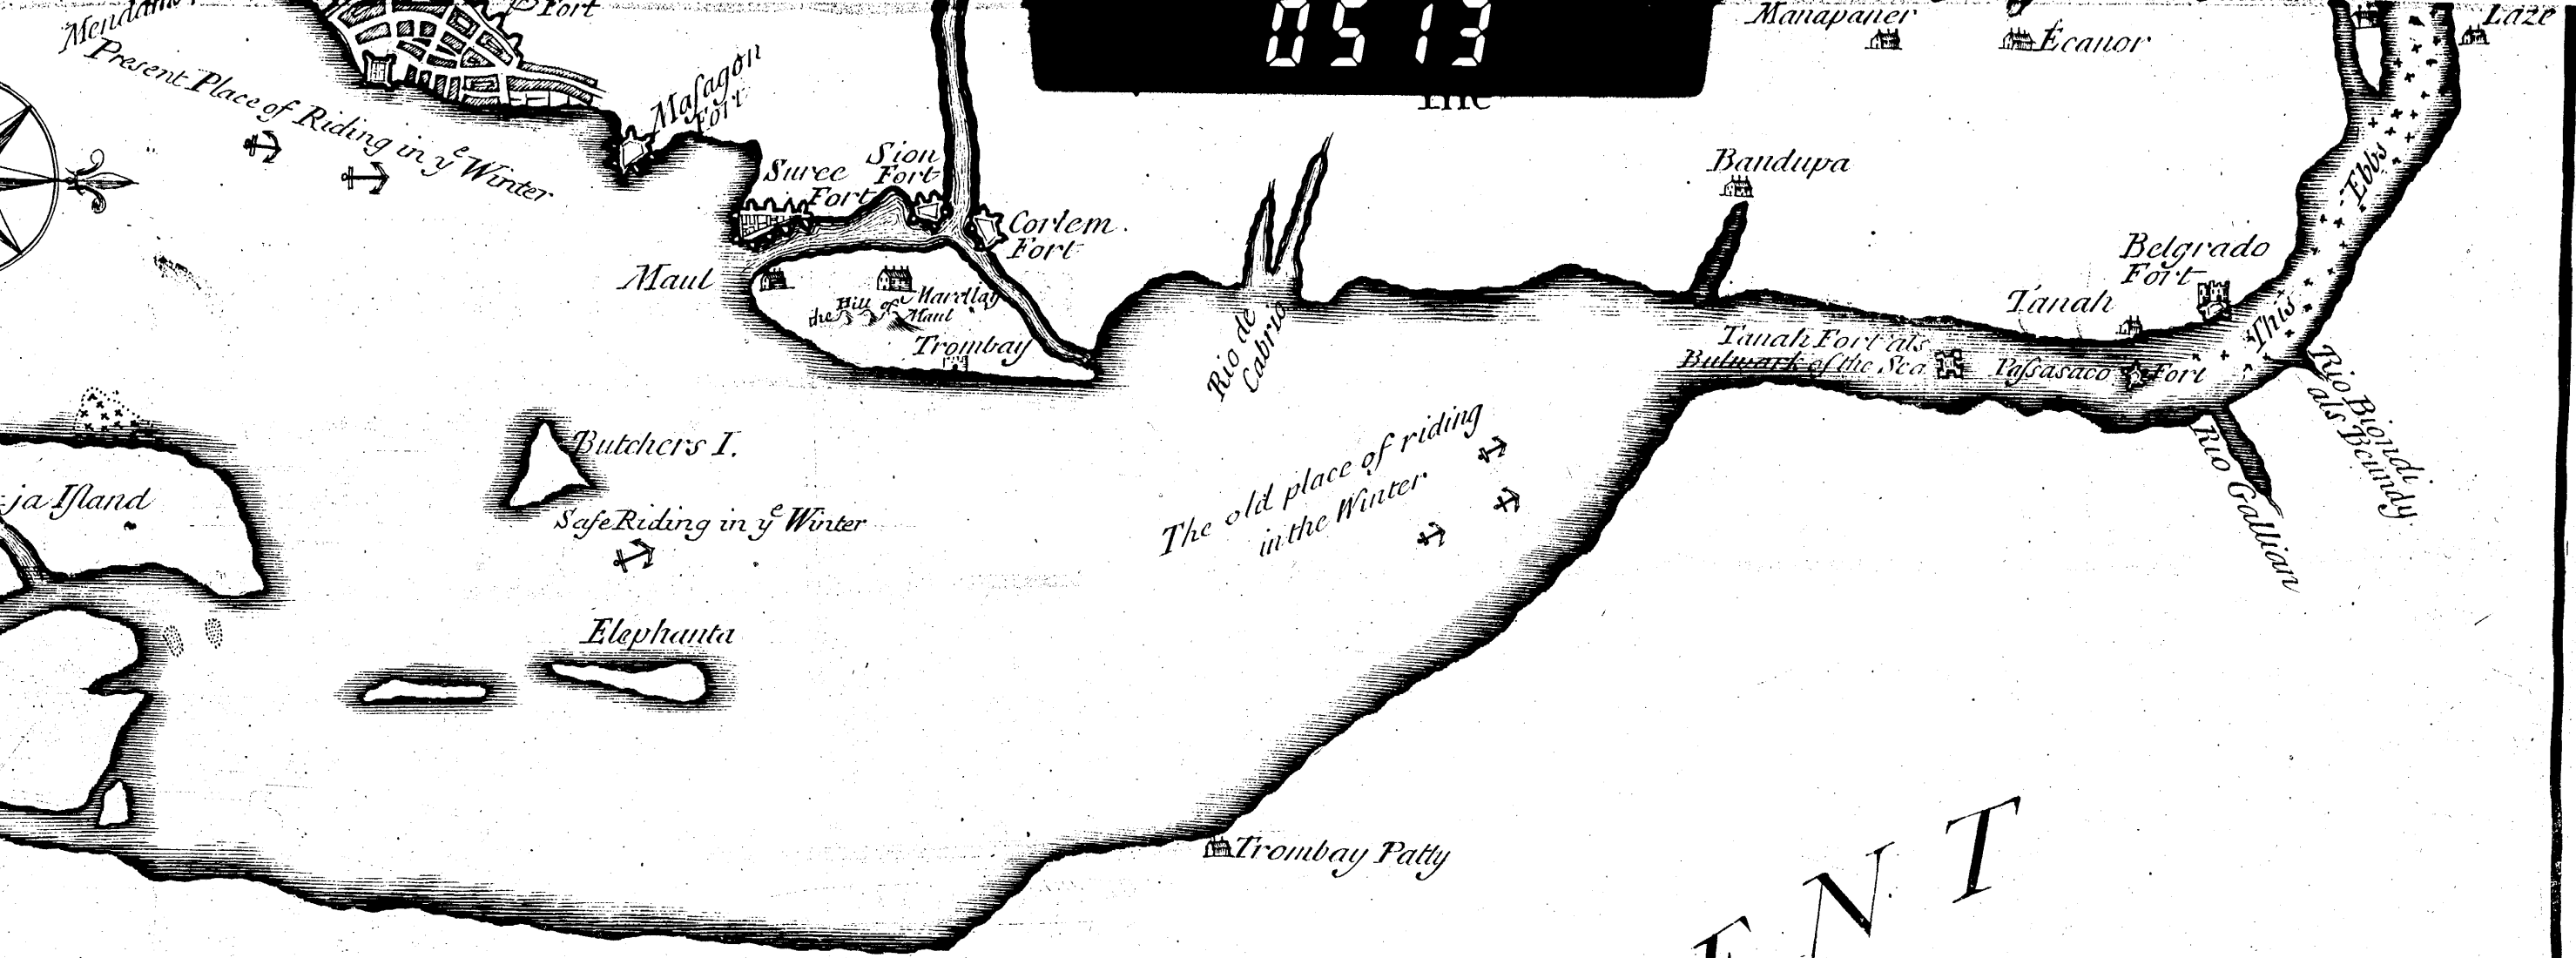 Fort
Present Place of Riding in yᵉ Winter
Maſagon
Fort
0513
Manapaner
Ecanor
Laze
Suree
Fort
Sion
Fort
Corlem
Fort
Bandupa
Ebbs
This
Belgrado
Fort
Tanah
Maul
the Hill of
Maul
Trombay
Rio de
Cabrio
Tanah Fort als
Bulwark of the Sea
Paſsasaco Fort
Rio Biondi
als Deundy
Rio Gallian
Butchers I.
Safe Riding in yᵉ Winter
The old place of riding
in the Winter
ja Iſland
Elephanta
Trombay Patty
NT